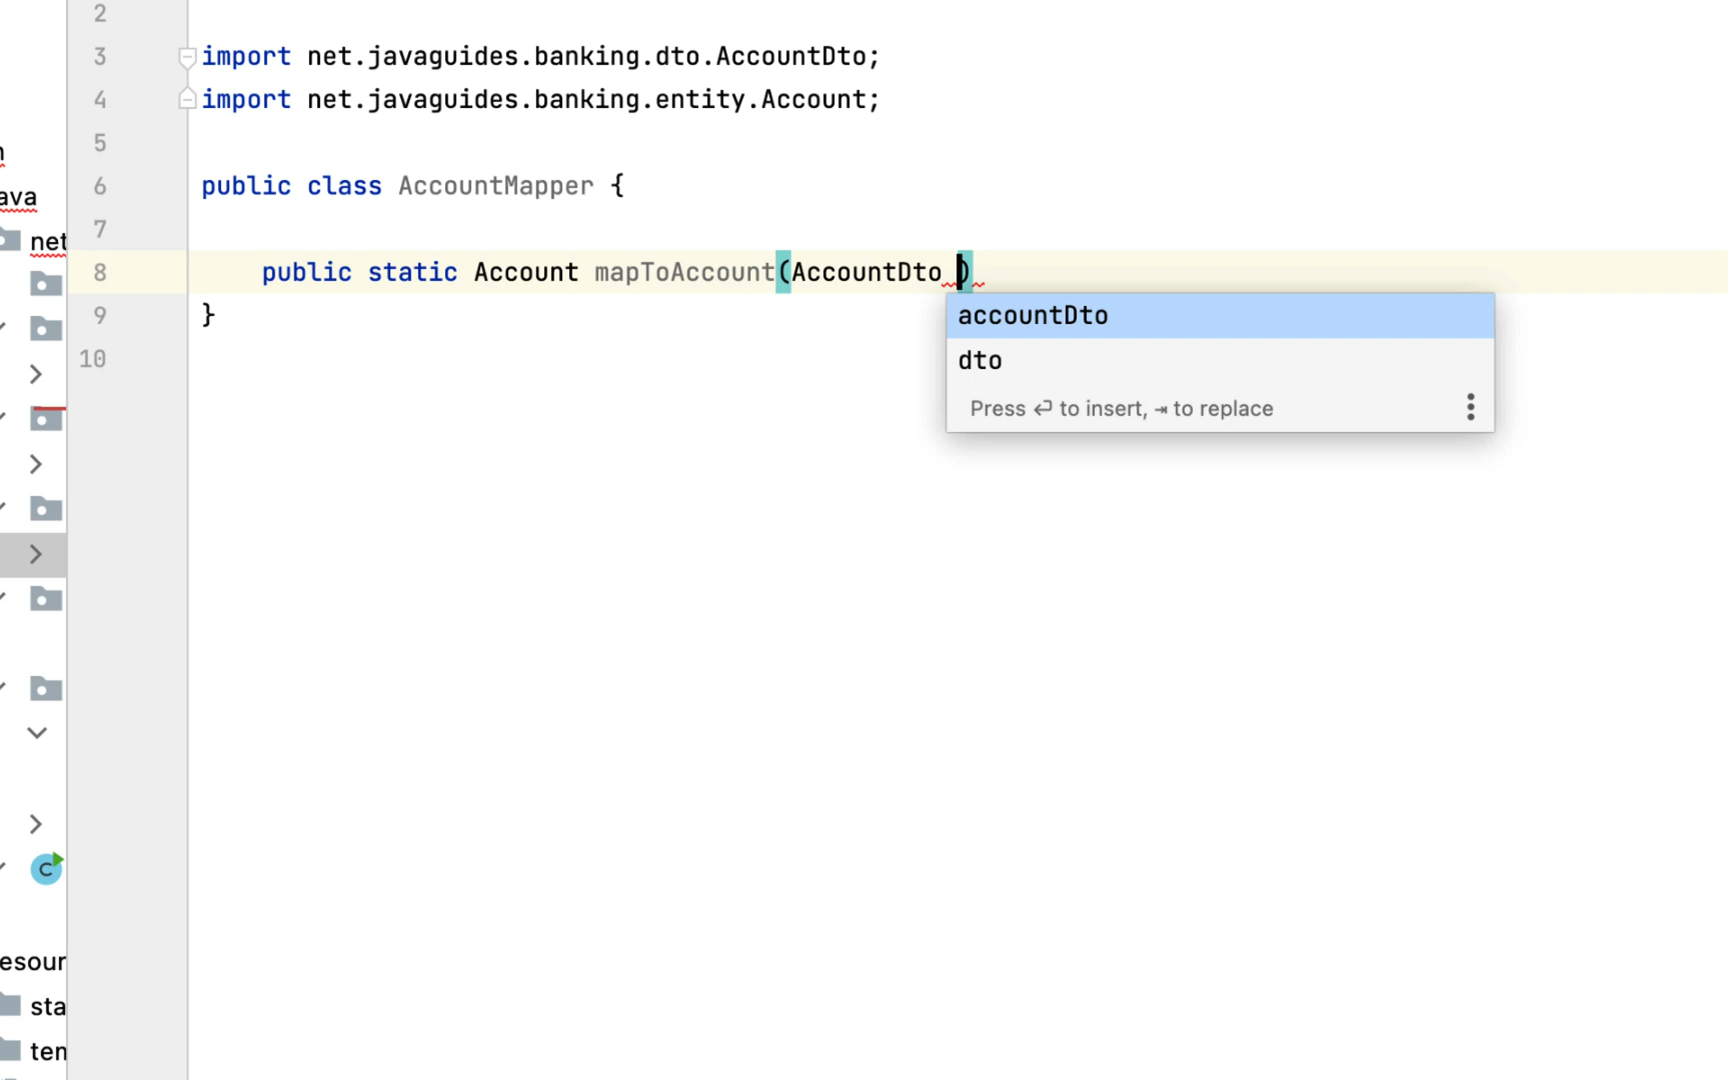 2
3 import net.javaguides.banking.dto.AccountDto;
4 import net.javaguides.banking.entity.Account;
5
6 public class AccountMapper {
7
8 public static Account mapToAccount(AccountDto )
9 }
10
accountDto
dto
Press ⏎ to insert, ⇥ to replace
ava
net
C
esour
sta
ten